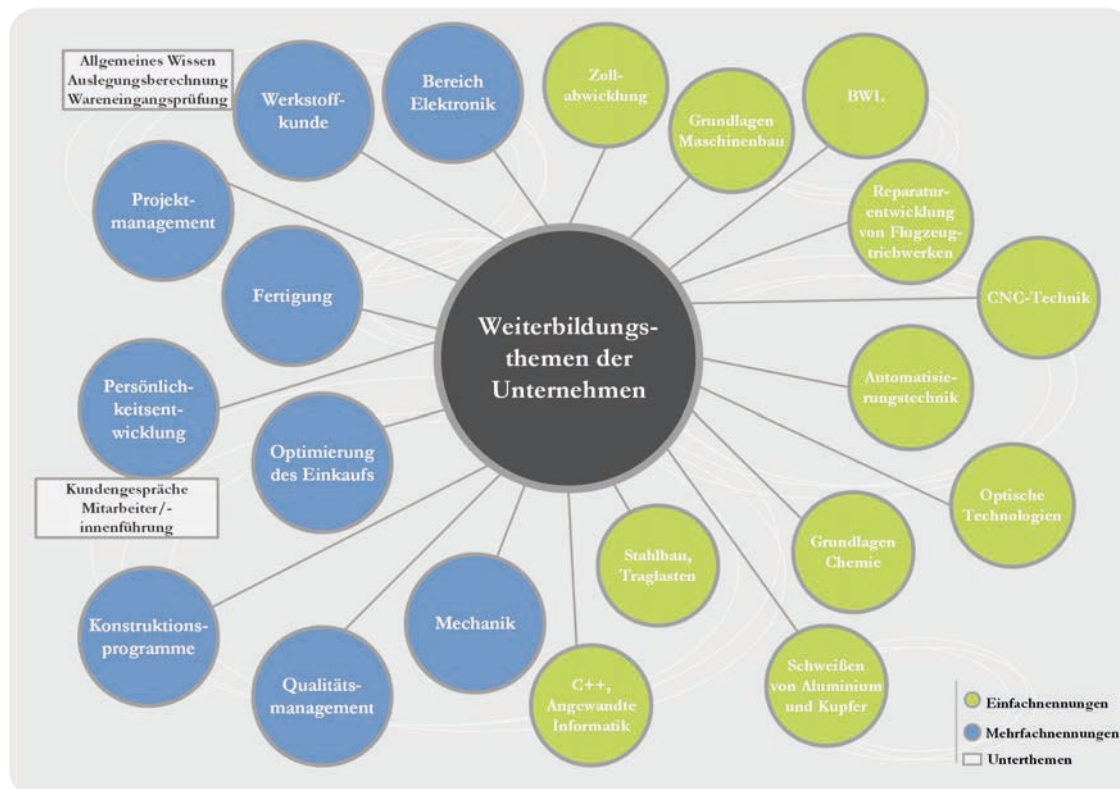 Allgemeines Wissen
Auslegungsberechnung
Wareneingangsprüfung
Werkstoff-
kunde
Bereich
Elektronik
Zoll-
abwicklung
Grundlagen
Maschinenbau
BWL
Projekt-
management
Reparatur-
entwicklung
von Flugzeug-
triebwerken
Fertigung
CNC-Technik
Weiterbildungs-
themen der
Unternehmen
Persönlich-
keitsent-
wicklung
Automatisie-
rungstechnik
Optimierung
des Einkaufs
Kundengespräche
Mitarbeiter/-
innenführung
Optische
Technologien
Stahlbau,
Traglasten
Grundlagen
Chemie
Konstruktions-
programme
Mechanik
Qualitäts-
management
C++,
Angewandte
Informatik
Schweißen
von Aluminium
und Kupfer
Einfachnennungen
Mehrfachnennungen
Unterthemen